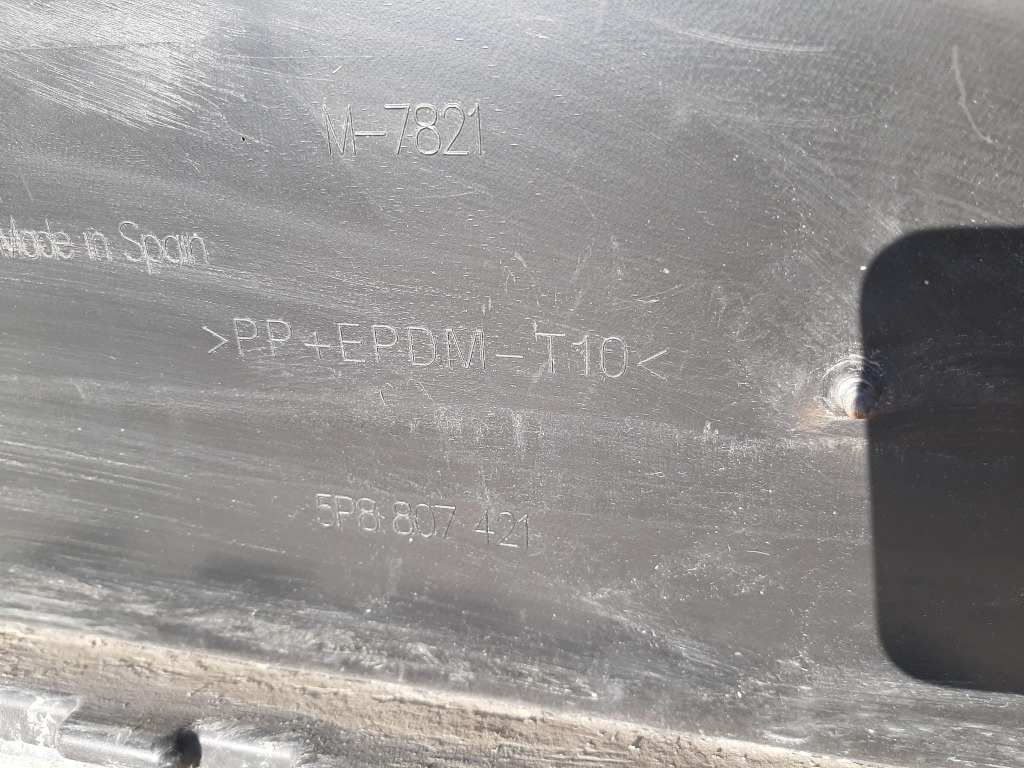 M-7821
Made in Spain
>PP+EPDM-T10<
5P8 807 421